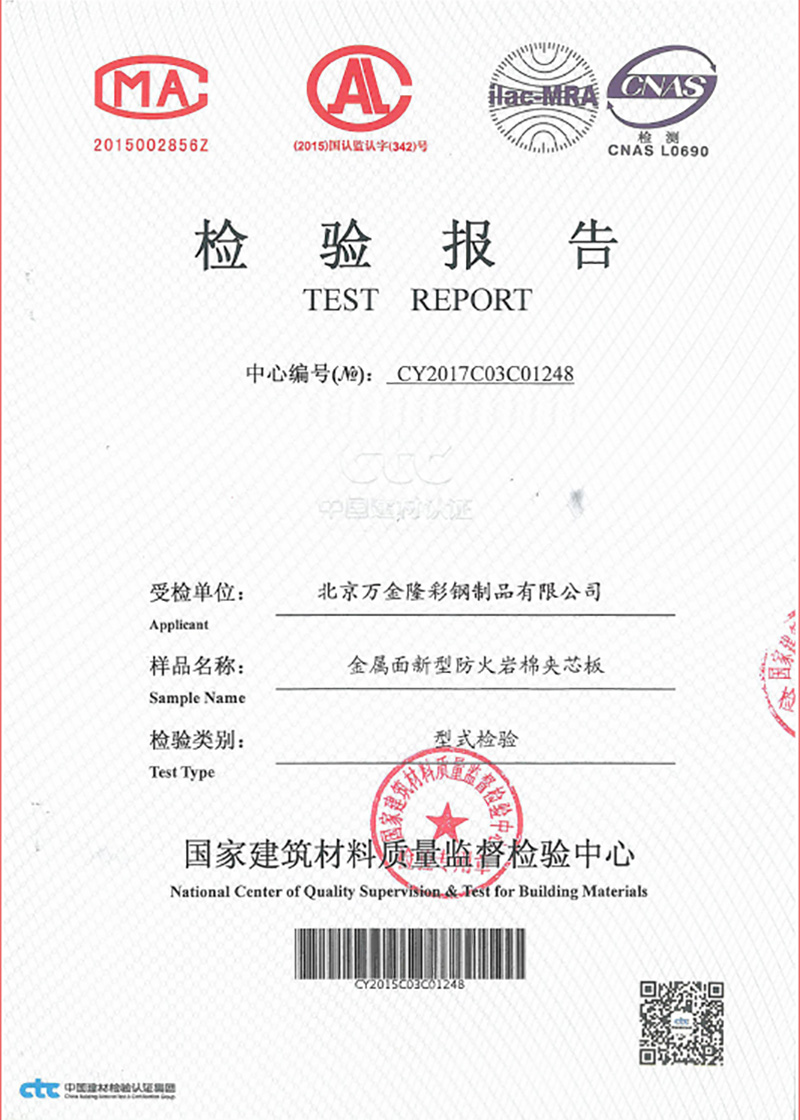 MA
2015002856Z
AL
(2015)国认监认字(342)号
ilac-MRA
CNAS
检 测
CNAS L0690
检 验 报 告
TEST REPORT
中心编号(№): CY2017C03C01248
ctc
中国建材认证
受检单位: 北京万金隆彩钢制品有限公司
Applicant
样品名称: 金属面新型防火岩棉夹芯板
Sample Name
检验类别: 型式检验
Test Type
国家建筑材料质量监督检验中心
国家建筑材料质量监督检验中心
National Center of Quality Supervision & Test for Building Materials
CY2015C03C01248
国家建
ctc
ctc 中国建材检验认证集团
China Building Material Test & Certification Group